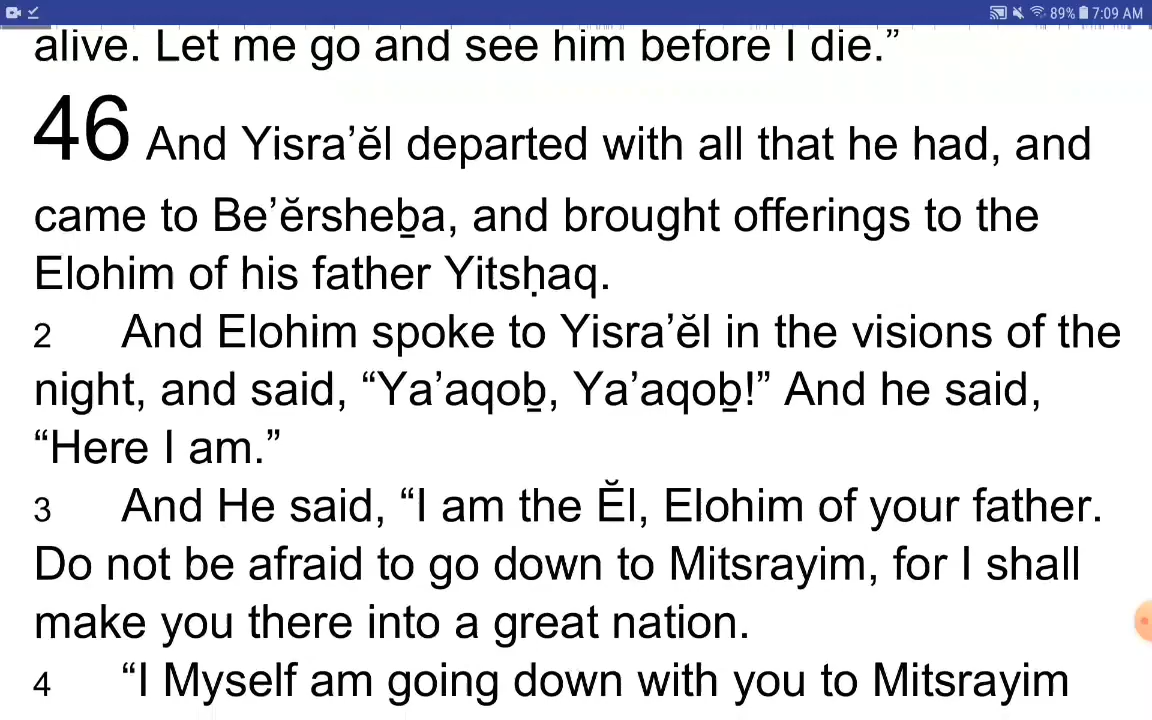 89% 7:09 AM
alive. Let me go and see him before I die.”
46 And Yisra’ĕl departed with all that he had, and
came to Be’ĕrsheḇa, and brought offerings to the
Elohim of his father Yitsḥaq.
2 And Elohim spoke to Yisra’ĕl in the visions of the
night, and said, “Ya’aqoḇ, Ya’aqoḇ!” And he said,
“Here I am.”
3 And He said, “I am the Ĕl, Elohim of your father.
Do not be afraid to go down to Mitsrayim, for I shall
make you there into a great nation.
4 “I Myself am going down with you to Mitsrayim